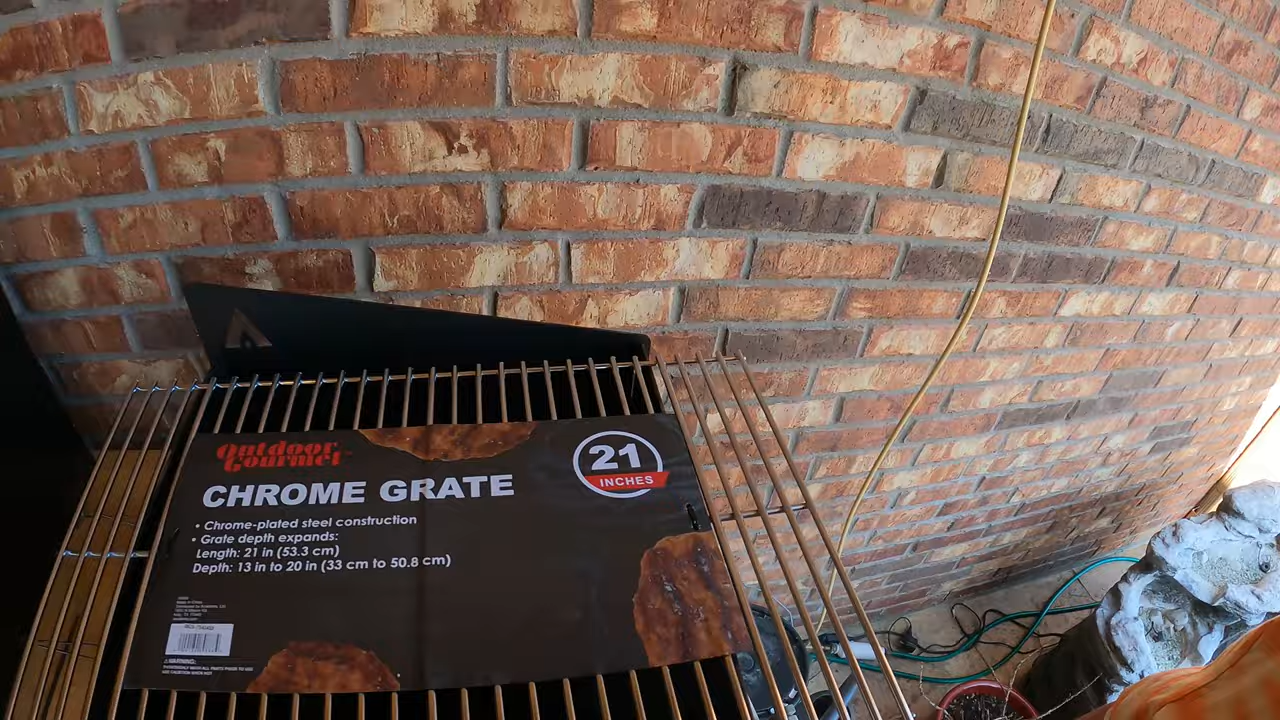 Outdoor
Gourmet
CHROME GRATE
21
INCHES
• Chrome-plated steel construction
• Grate depth expands:
Length: 21 in (53.3 cm)
Depth: 13 in to 20 in (33 cm to 50.8 cm)
WARNING: